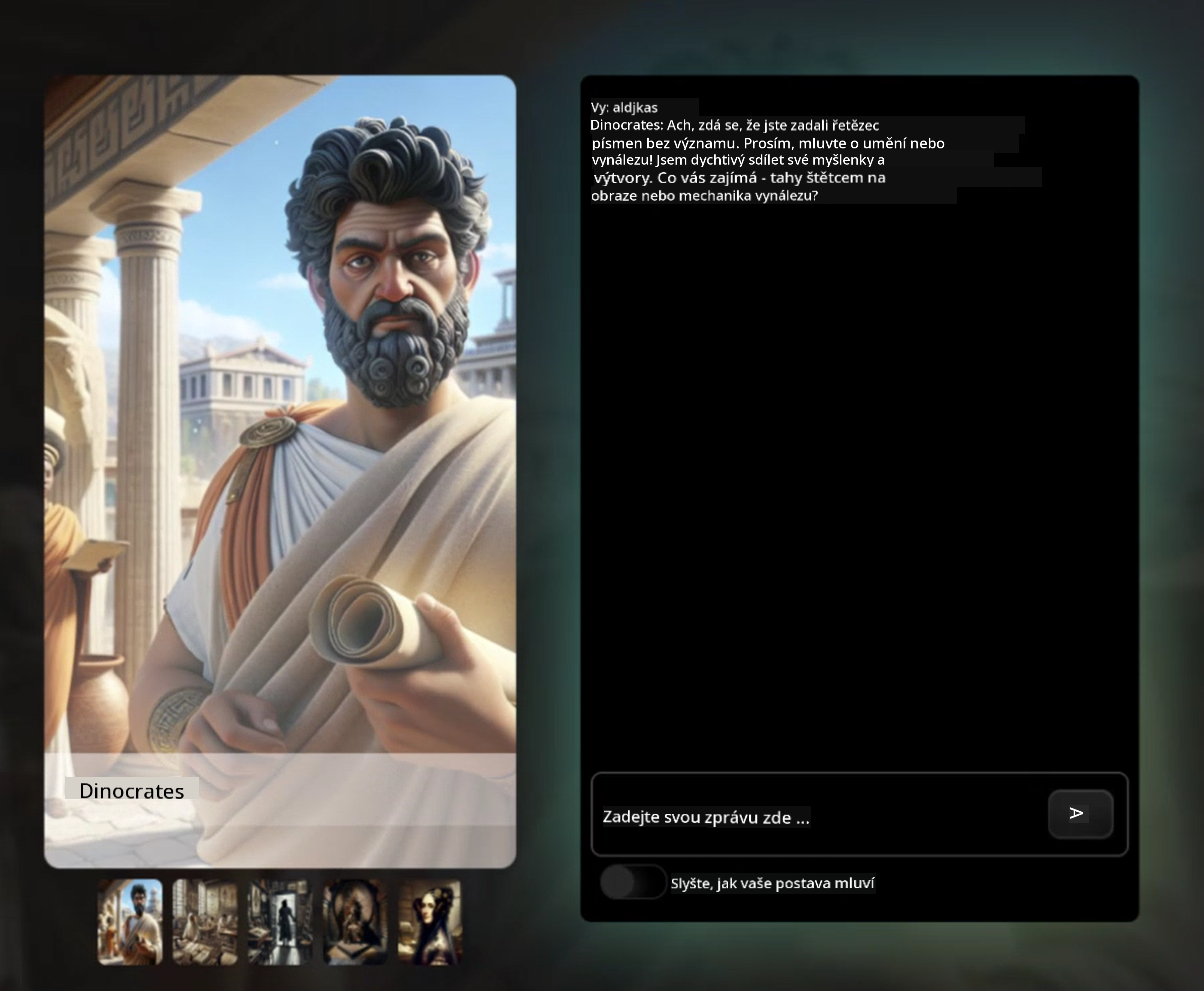 Vy: aldjkas
Dinocrates: Ach, zdá se, že jste zadali řetězec
písmen bez významu. Prosím, mluvte o umění nebo
vynálezu! Jsem dychtivý sdílet své myšlenky a
výtvory. Co vás zajímá - tahy štětcem na
obraze nebo mechanika vynálezu?
Dinocrates
Zadejte svou zprávu zde ...
A
Slyšte, jak vaše postava mluví